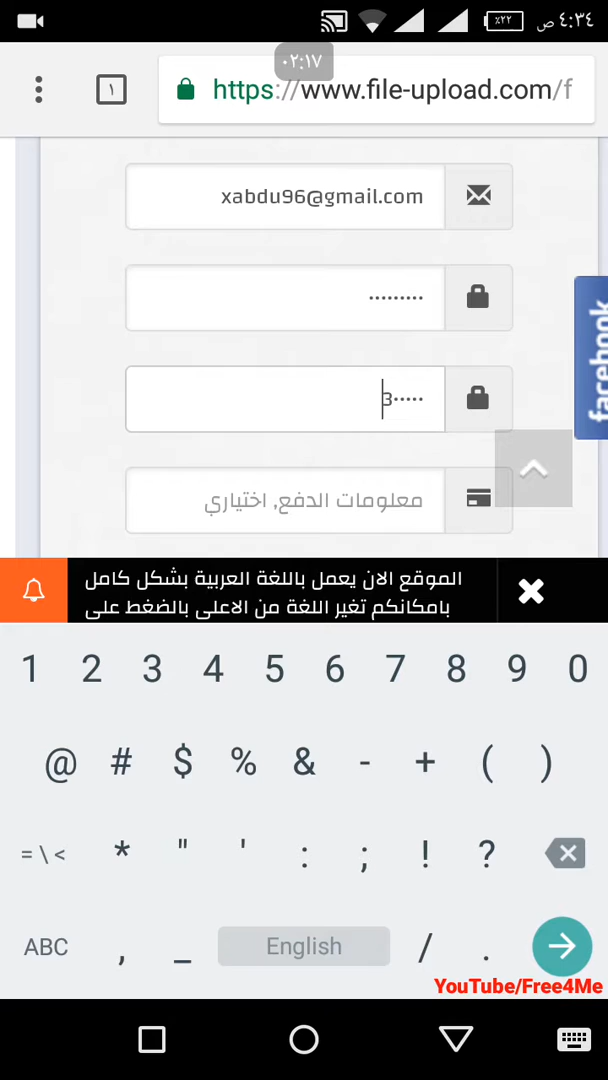 ٤:٣٤ ص
٪٢٢
٠٢:١٧
١
https://www.file-upload.com/f
xabdu96@gmail.com
•••••••••
•••••3
facebook
معلومات الدفع, اختياري
الموقع الان يعمل باللغة العربية بشكل كامل
بامكانكم تغير اللغة من الاعلى بالضغط على
1 2 3 4 5 6 7 8 9 0
@ # $ % & - + ( )
= \ < * " ' : ; ! ?
ABC , _ English / .
YouTube/Free4Me